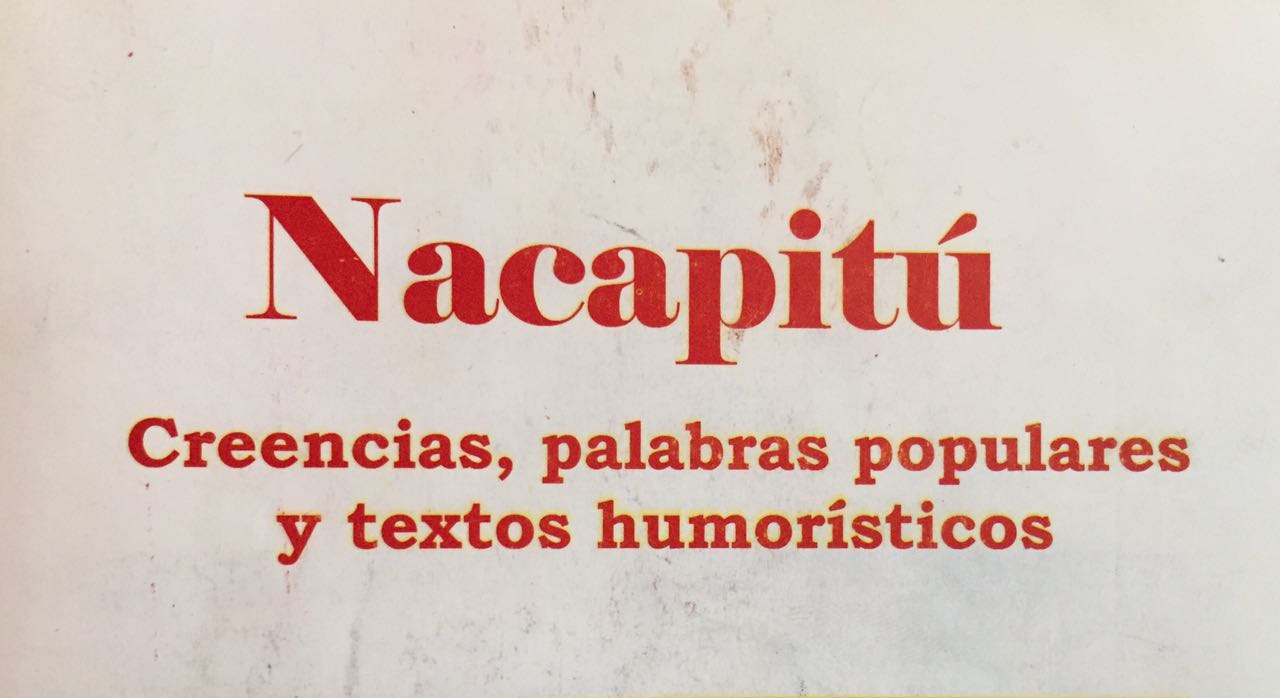 Nacapitú
Creencias, palabras populares
y textos humorísticos